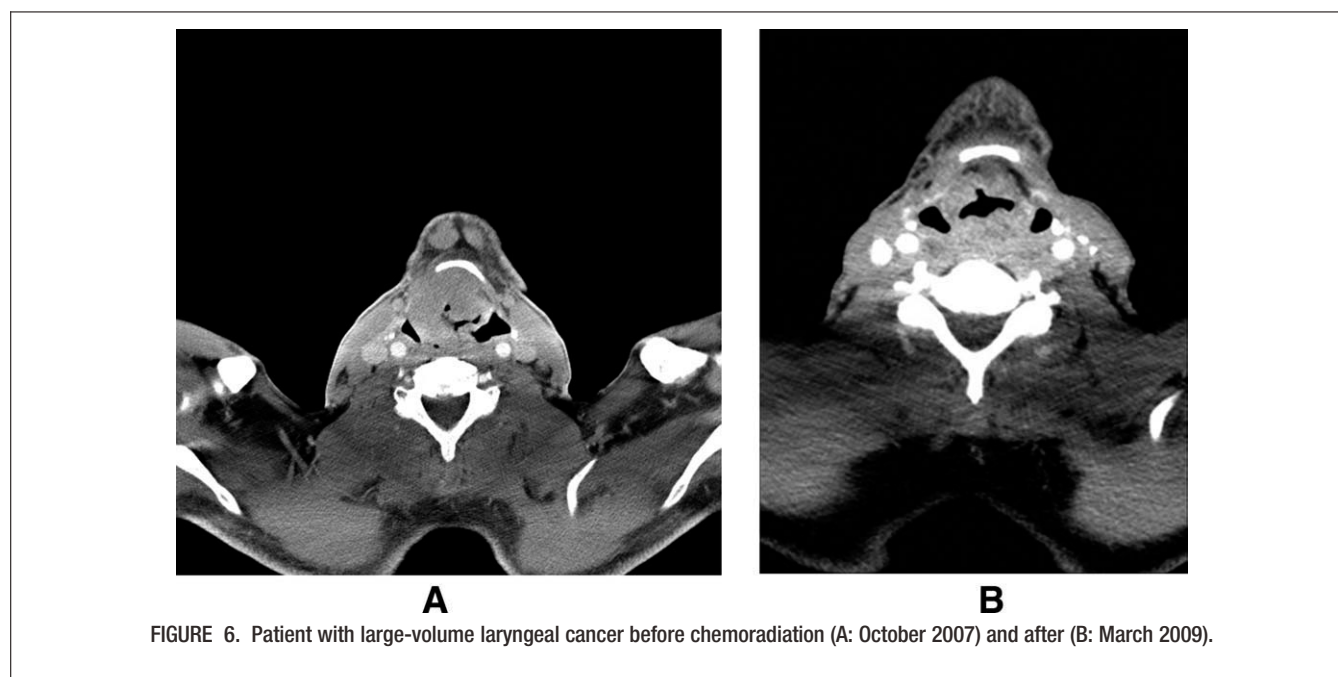 A
B
FIGURE 6. Patient with large-volume laryngeal cancer before chemoradiation (A: October 2007) and after (B: March 2009).